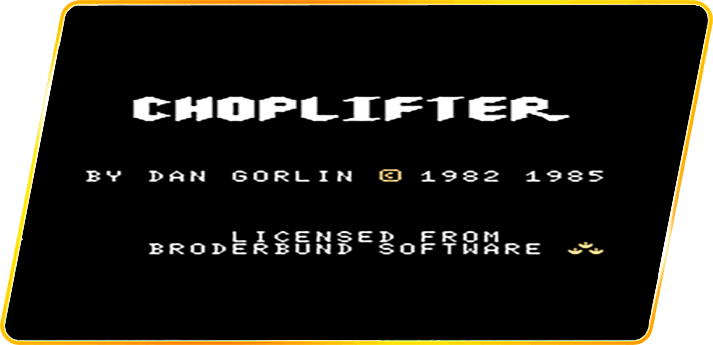 CHOPLIFTER
BY DAN GORLIN © 1982 1985
LICENSED FROM
BRODERBUND SOFTWARE